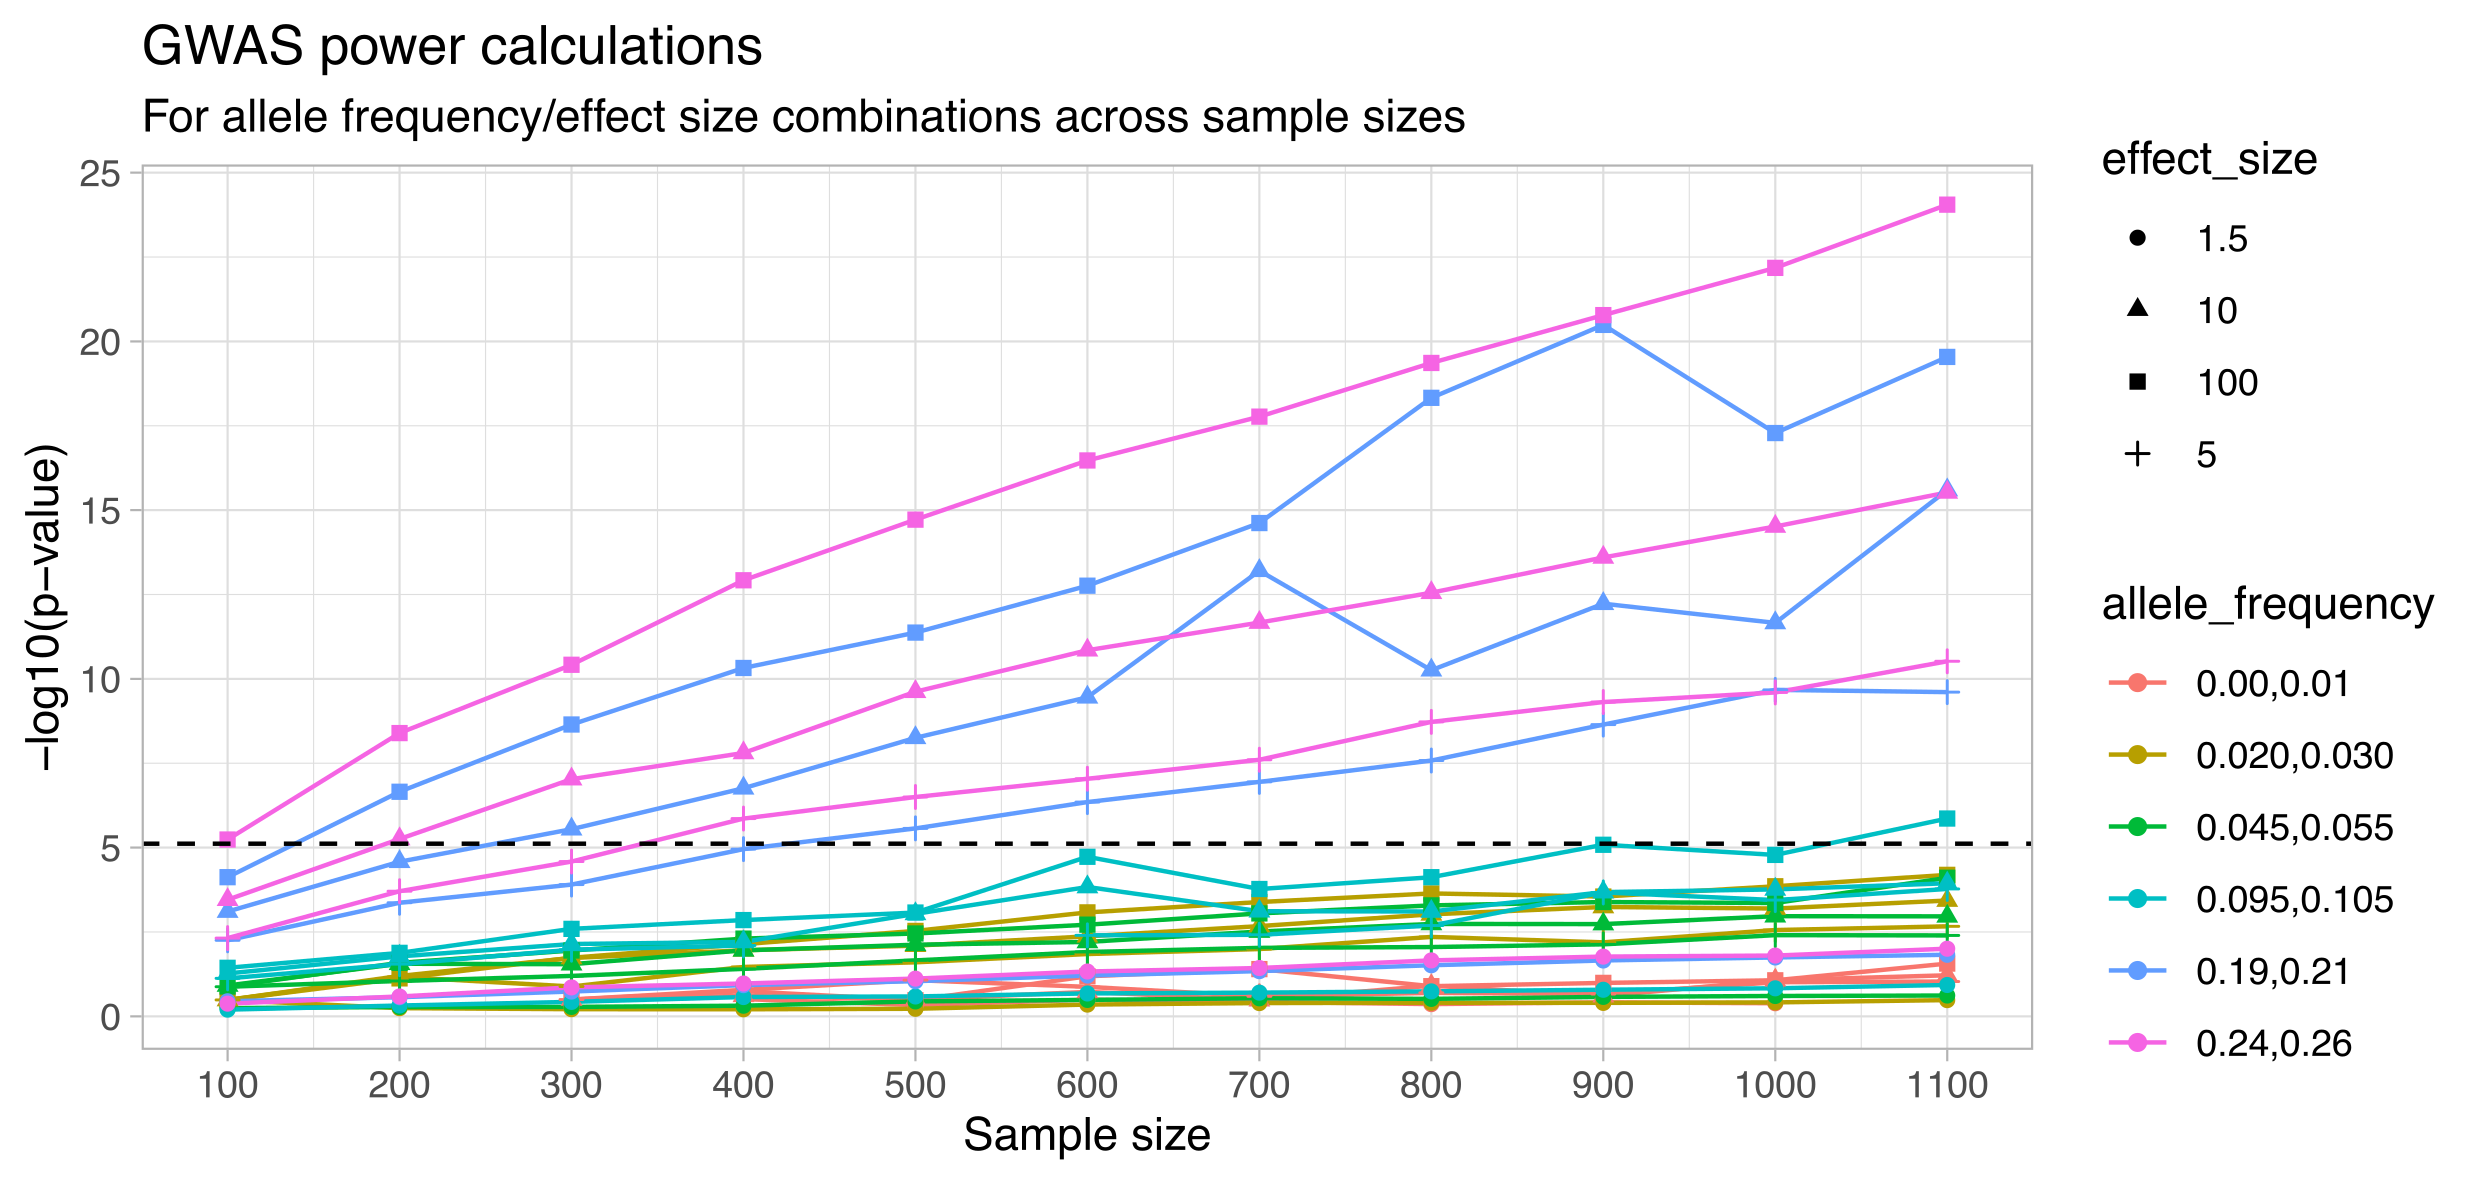 GWAS power calculations
For allele frequency/effect size combinations across sample sizes
−log10(p−value)
25
20
15
10
5
0
100 200 300 400 500 600 700 800 900 1000 1100
Sample size
effect_size
1.5
10
100
5
allele_frequency
0.00,0.01
0.020,0.030
0.045,0.055
0.095,0.105
0.19,0.21
0.24,0.26